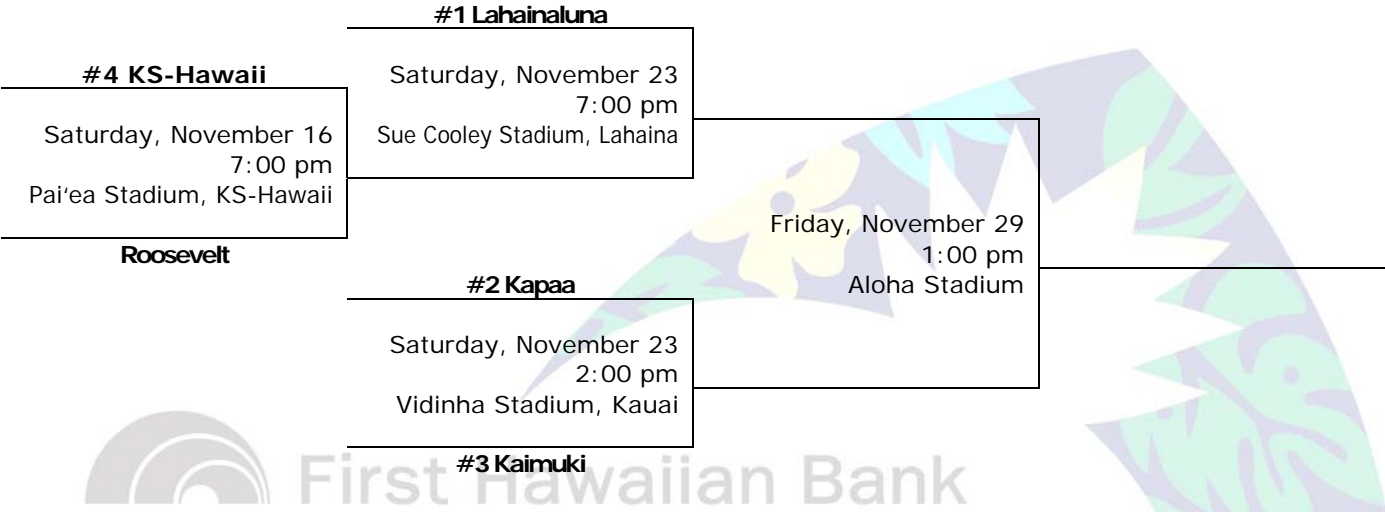 #1 Lahainaluna
#4 KS-Hawaii
Saturday, November 23
7:00 pm
Sue Cooley Stadium, Lahaina
Saturday, November 16
7:00 pm
Pai‘ea Stadium, KS-Hawaii
Roosevelt
Friday, November 29
1:00 pm
Aloha Stadium
#2 Kapaa
Saturday, November 23
2:00 pm
Vidinha Stadium, Kauai
#3 Kaimuki
First Hawaiian Bank